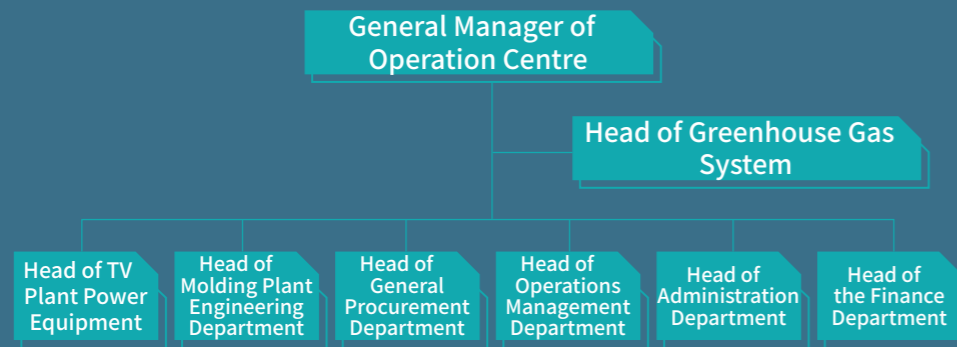 General Manager of
Operation Centre
Head of Greenhouse Gas
System
Head of TV
Plant Power
Equipment
Head of
Molding Plant
Engineering
Department
Head of
General
Procurement
Department
Head of
Operations
Management
Department
Head of
Administration
Department
Head of
the Finance
Department